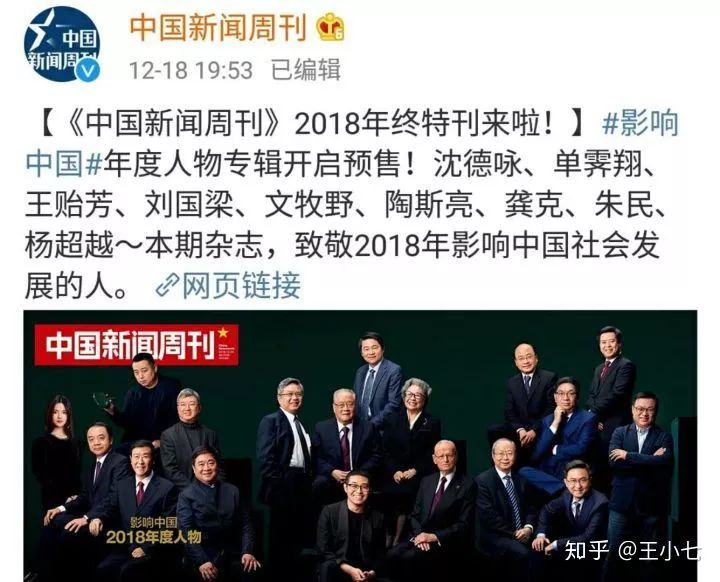 中国
新闻周刊
中国新闻周刊
12-18 19:53 已编辑
【《中国新闻周刊》2018年终特刊来啦！】#影响
中国#年度人物专辑开启预售！沈德咏、单霁翔、
王贻芳、刘国梁、文牧野、陶斯亮、龚克、朱民、
杨超越～本期杂志，致敬2018年影响中国社会发
展的人。网页链接
中国新闻周刊
影响中国
2018年度人物
知乎 @王小七